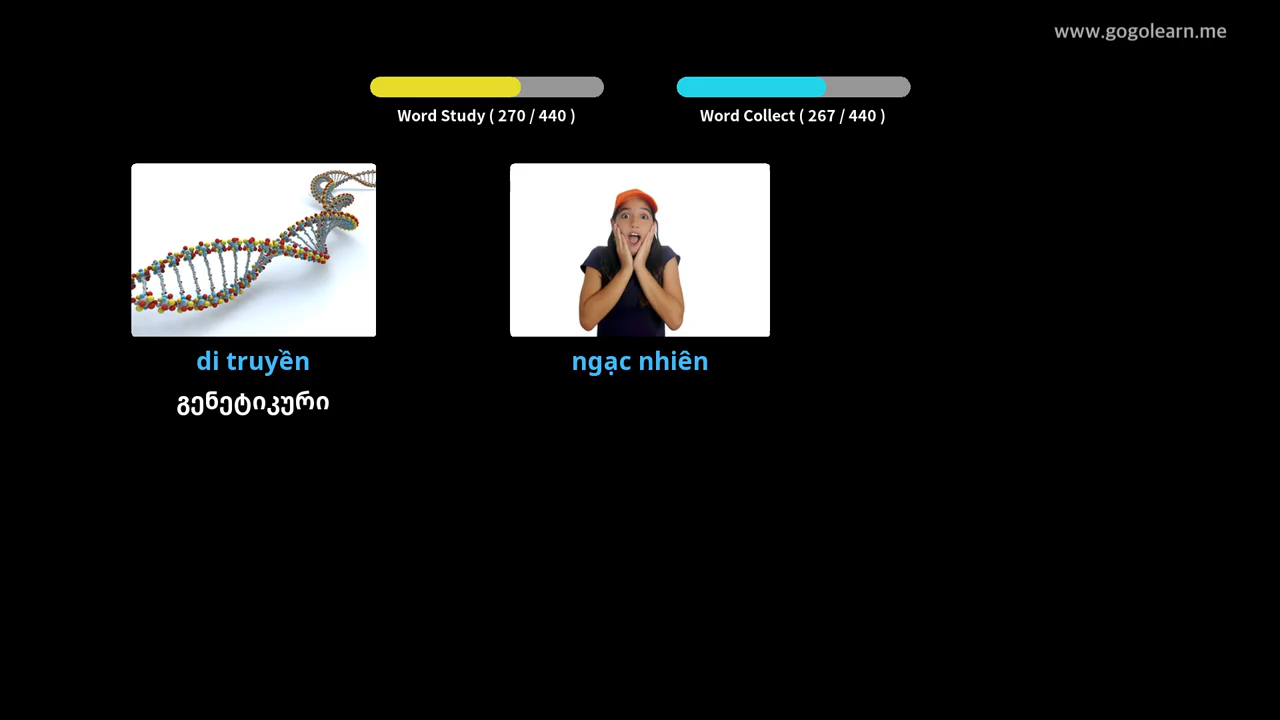 www.gogolearn.me
Word Study ( 270 / 440 )
Word Collect ( 267 / 440 )
di truyền
ngạc nhiên
გენეტიკური